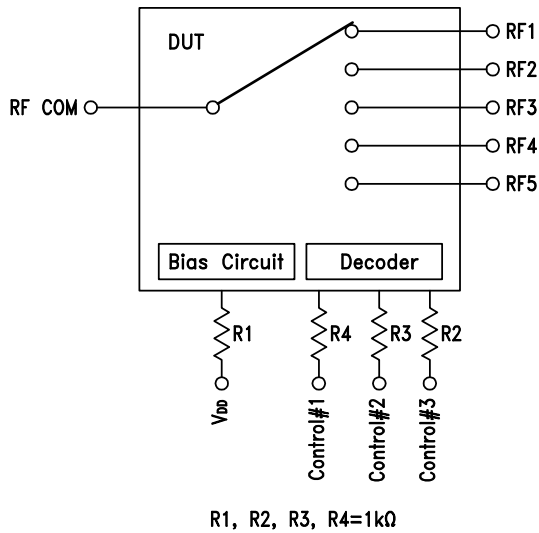 DUT
RF1
RF2
RF COM
RF3
RF4
RF5
Bias Circuit
Decoder
R1
R4
R3
R2
VDD
Control#1
Control#2
Control#3
R1, R2, R3, R4=1kΩ